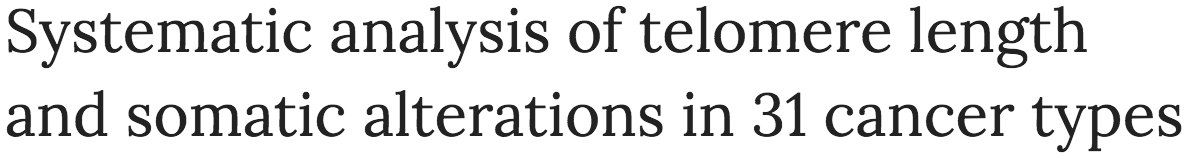 Systematic analysis of telomere length
and somatic alterations in 31 cancer types